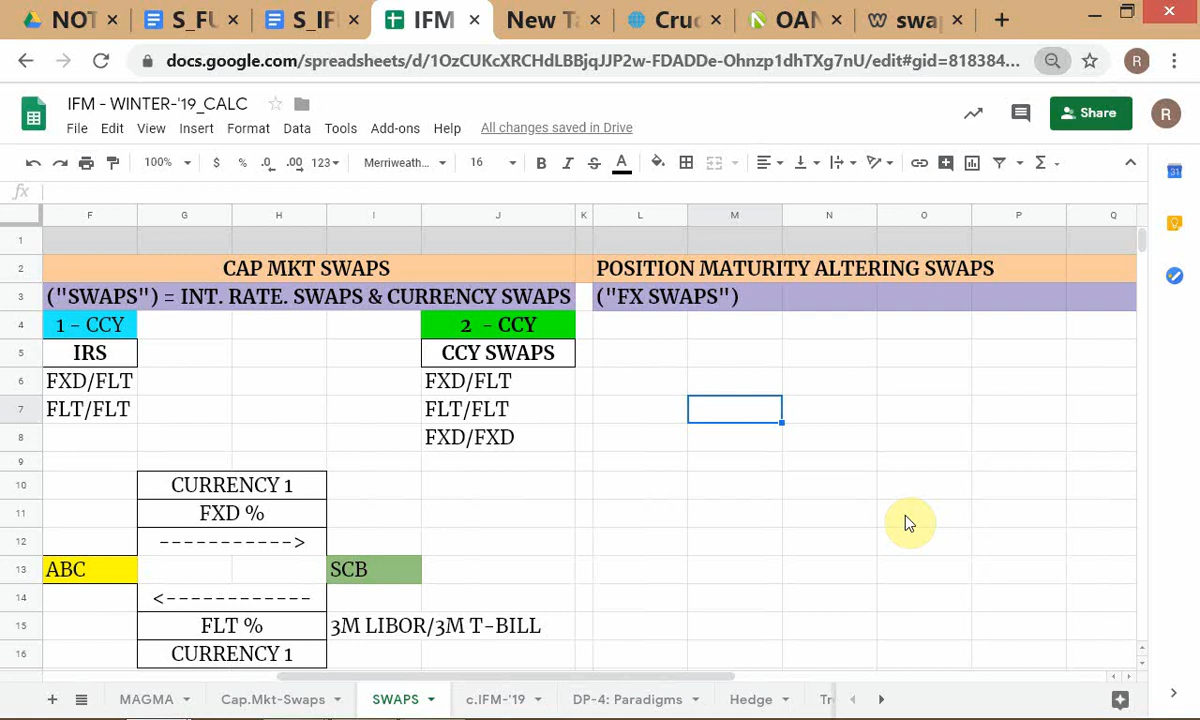 NOT
S_FU
S_IF
IFM
New Ta
Cruc
OAN
swap
docs.google.com/spreadsheets/d/1OzCUKcXRCHdLBBjqJJP2w-FDADDe-Ohnzp1dhTXg7nU/edit#gid=818384...
R
IFM - WINTER-'19_CALC
File Edit View Insert Format Data Tools Add-ons Help All changes saved in Drive
Share
R
100% $ % .0 .00 123 Merriweath... 16 B I S A
fx
F G H I J K L M N O P Q
1
2 CAP MKT SWAPS POSITION MATURITY ALTERING SWAPS
3 ("SWAPS") = INT. RATE. SWAPS & CURRENCY SWAPS ("FX SWAPS")
4 1 - CCY 2 - CCY
5 IRS CCY SWAPS
6 FXD/FLT FXD/FLT
7 FLT/FLT FLT/FLT
8 FXD/FXD
9
10 CURRENCY 1
11 FXD %
12 ----------->
13 ABC SCB
14 <------------
15 FLT % 3M LIBOR/3M T-BILL
16 CURRENCY 1
31
MAGMA Cap.Mkt-Swaps SWAPS c.IFM-'19 DP-4: Paradigms Hedge Tr